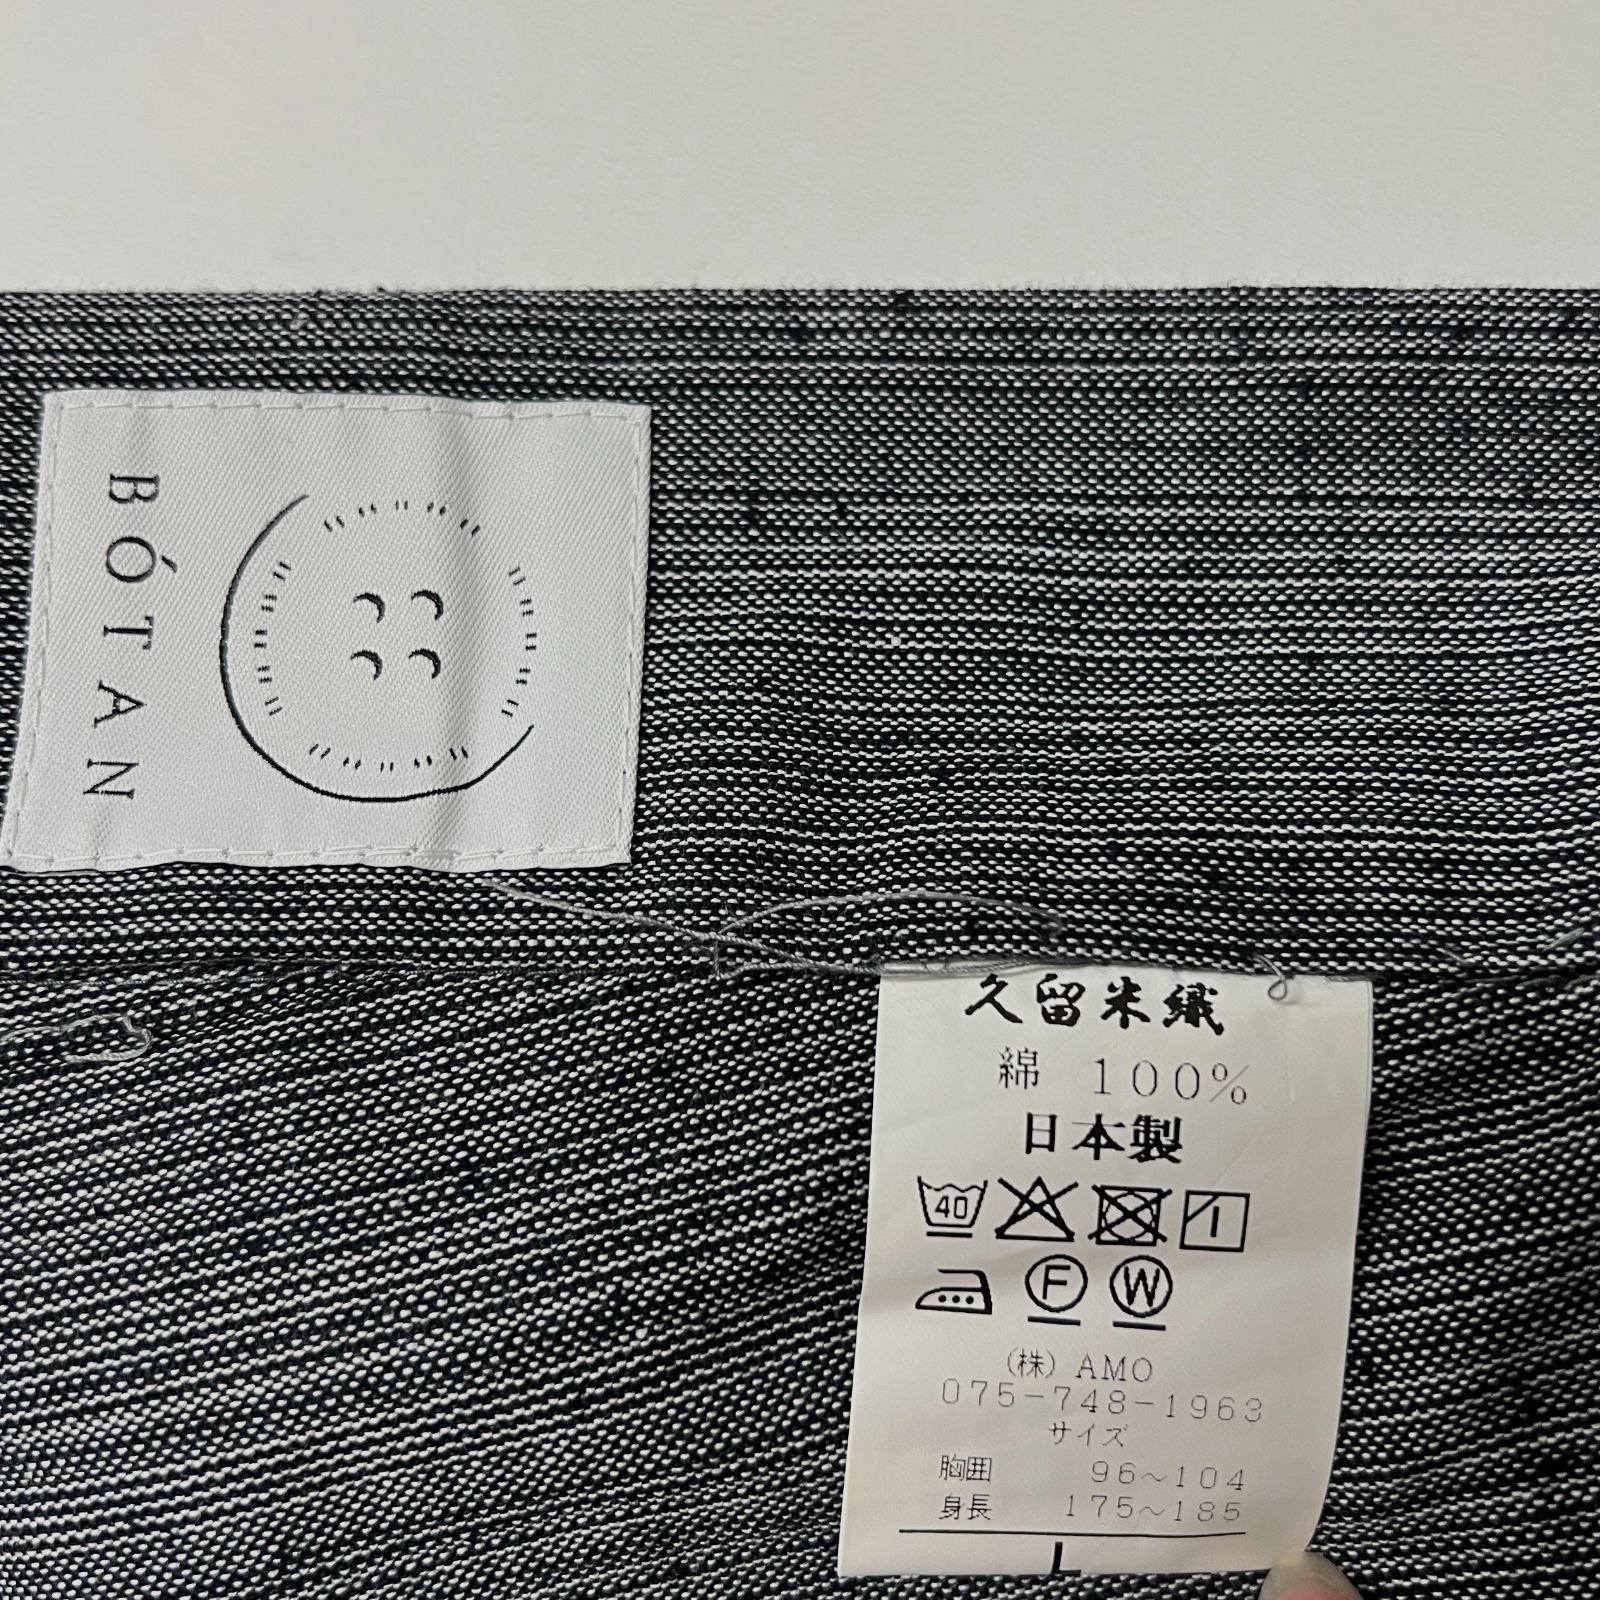 BÓTAN
久留米織
綿 100%
日本製
40
F W
(株) AMO
075-748-1963
サイズ
胸囲 96~104
身長 175~185
L